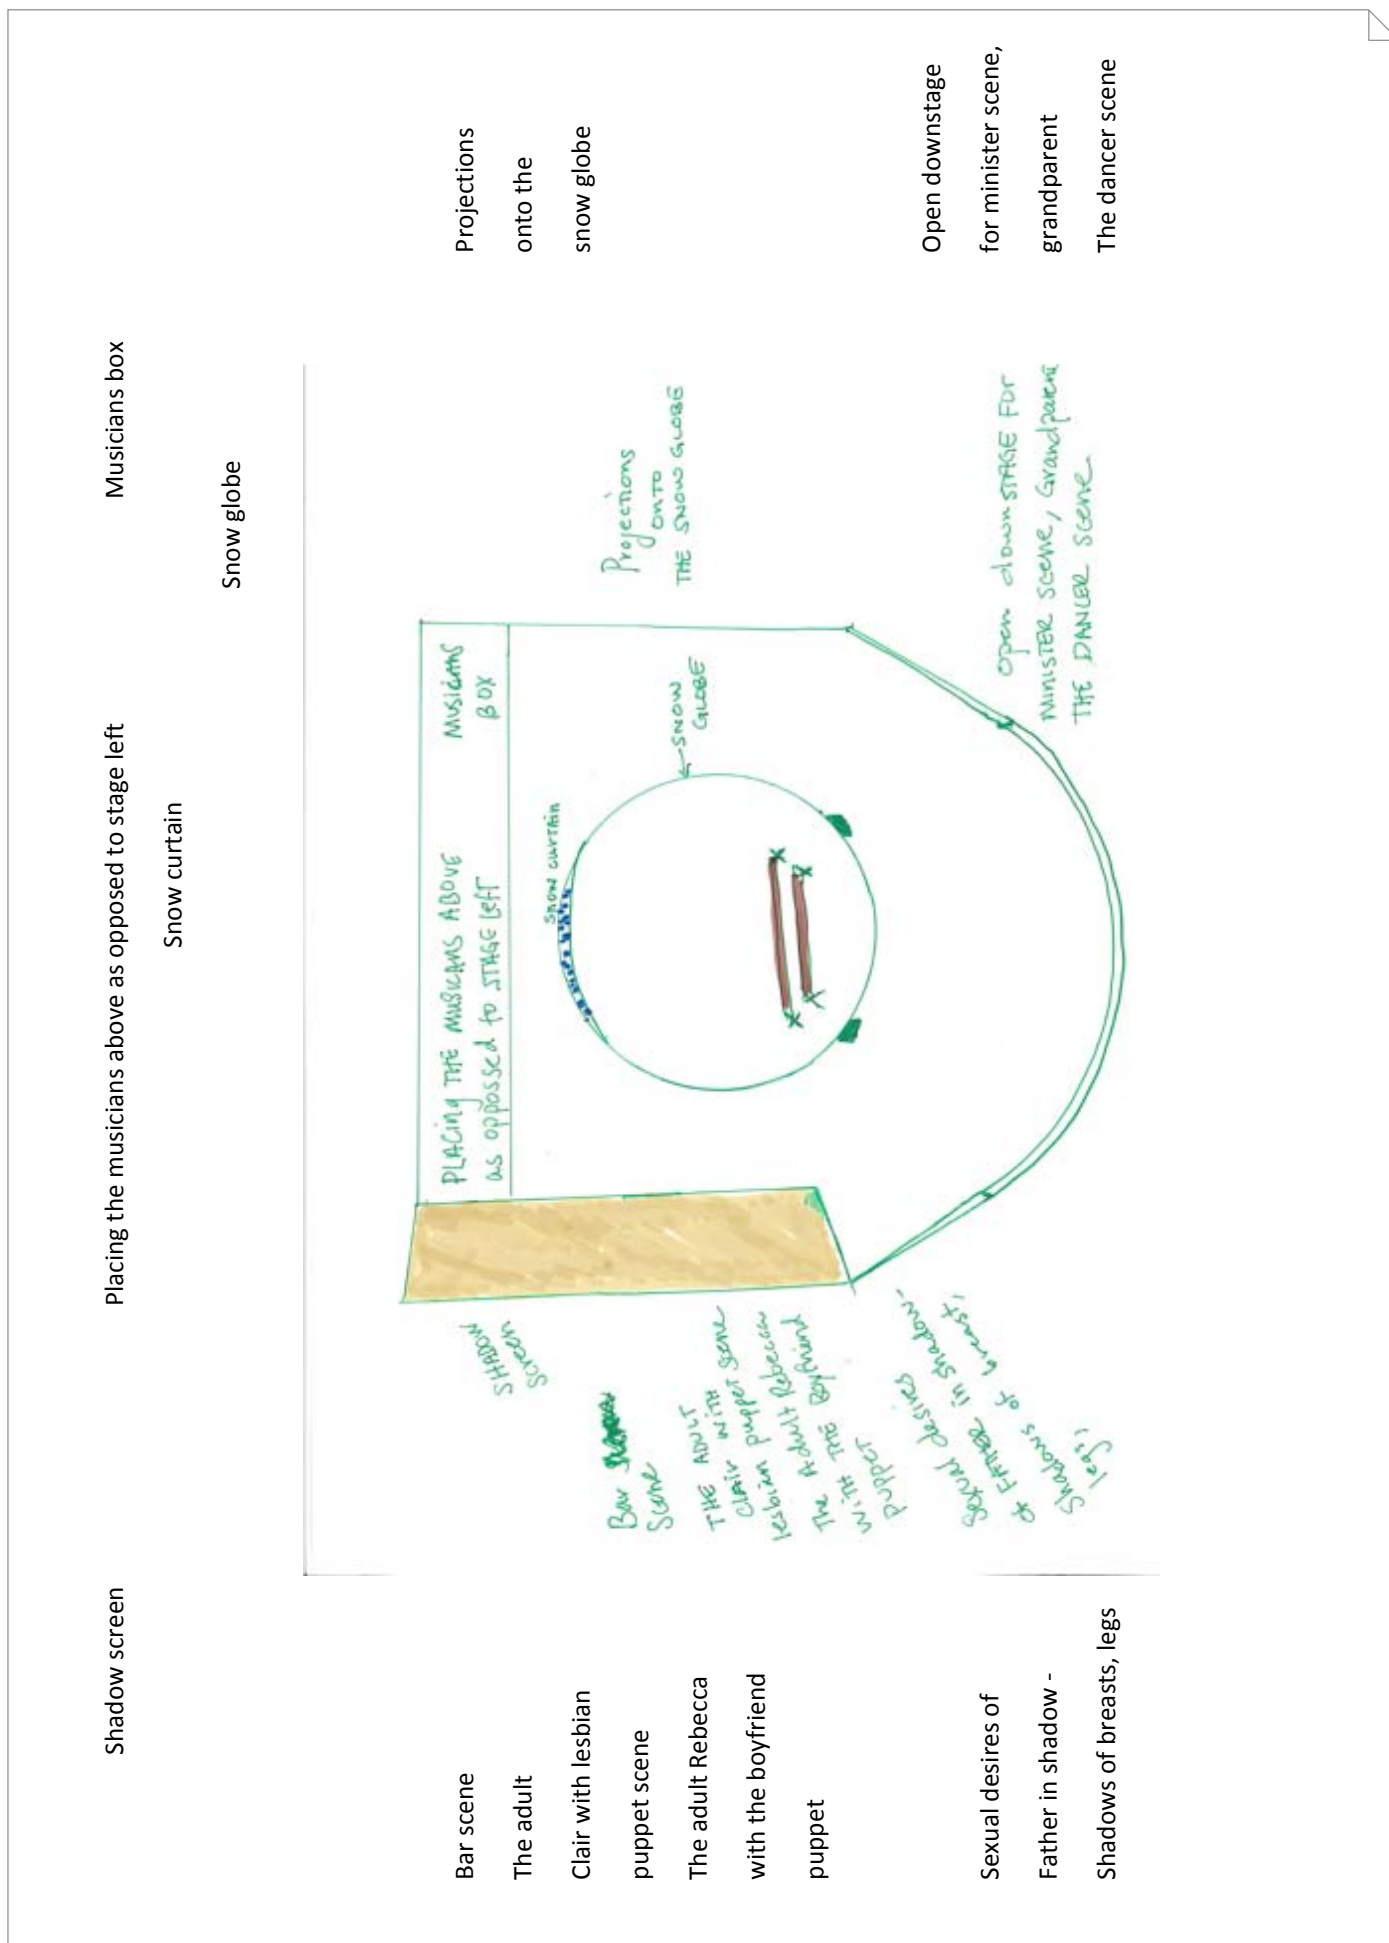 Shadow screen
Placing the musicians above as opposed to stage left
Musicians box
Snow curtain
Snow globe
Bar scene
The adult
Clair with lesbian
puppet scene
The adult Rebecca
with the boyfriend
puppet
Sexual desires of
Father in shadow -
Shadows of breasts, legs
Projections
onto the
snow globe
Open downstage
for minister scene,
grandparent
The dancer scene
SHADOW
Screen
Bar
Scene
THE ADULT
Clair WITH
lesbian puppet scene
The Adult Rebecca
WITH THE Boyfriend
puppet
Sexual desires
of FATHER in shadow-
Shadows of breast,
legs,
PLACING THE MUSICANS ABOVE
as opposed to STAGE Left
MUSICIANS
BOX
SNOW CURTAIN
SNOW
GLOBE
Projections
ONTO
THE SNOW GLOBE
Open downSTAGE FOR
MINISTER Scene, Grandparent
THE DANCER Scene